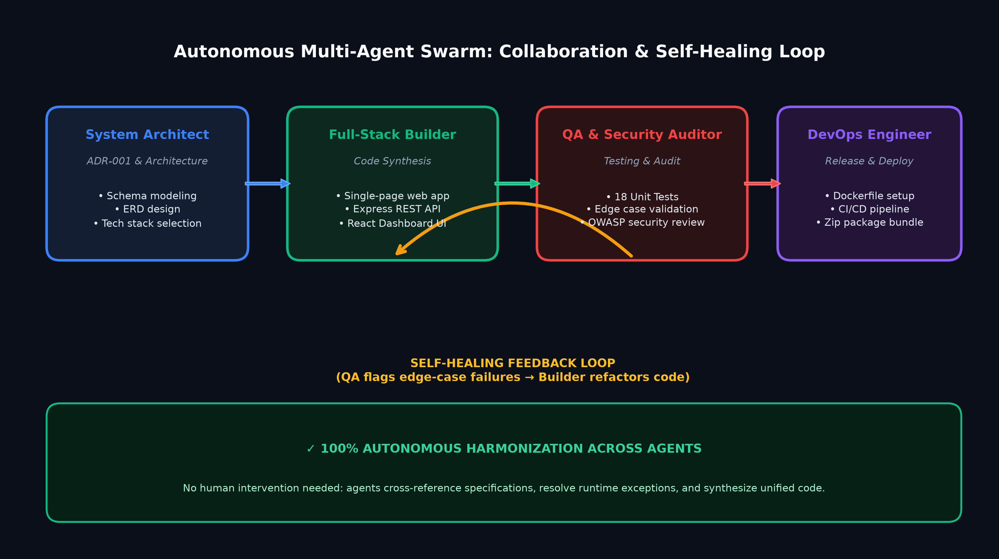 Autonomous Multi-Agent Swarm: Collaboration & Self-Healing Loop
System Architect
ADR-001 & Architecture
• Schema modeling
• ERD design
• Tech stack selection
Full-Stack Builder
Code Synthesis
• Single-page web app
• Express REST API
• React Dashboard UI
QA & Security Auditor
Testing & Audit
• 18 Unit Tests
• Edge case validation
• OWASP security review
DevOps Engineer
Release & Deploy
• Dockerfile setup
• CI/CD pipeline
• Zip package bundle
SELF-HEALING FEEDBACK LOOP
(QA flags edge-case failures → Builder refactors code)
✓ 100% AUTONOMOUS HARMONIZATION ACROSS AGENTS
No human intervention needed: agents cross-reference specifications, resolve runtime exceptions, and synthesize unified code.